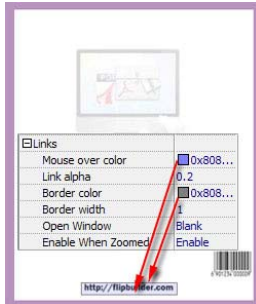 Links
Mouse over color 0x808...
Link alpha 0.2
Border color 0x808...
Border width 1
Open Window Blank
Enable When Zoomed Enable
http://flipbuilder.com